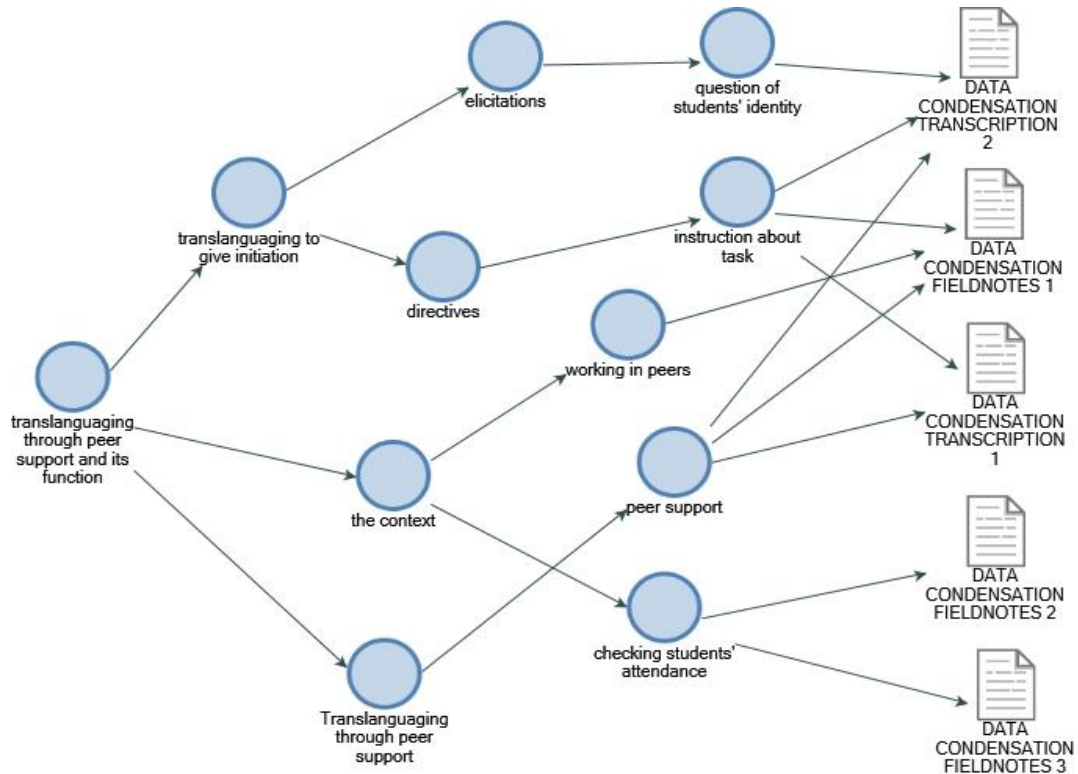 elicitations
question of
students' identity
DATA
CONDENSATION
TRANSCRIPTION
2
translanguaging to
give initiation
directives
instruction about
task
DATA
CONDENSATION
FIELDNOTES 1
working in peers
translanguaging
through peer
support and its
function
the context
peer support
DATA
CONDENSATION
TRANSCRIPTION
1
checking students'
attendance
DATA
CONDENSATION
FIELDNOTES 2
Translanguaging
through peer
support
DATA
CONDENSATION
FIELDNOTES 3